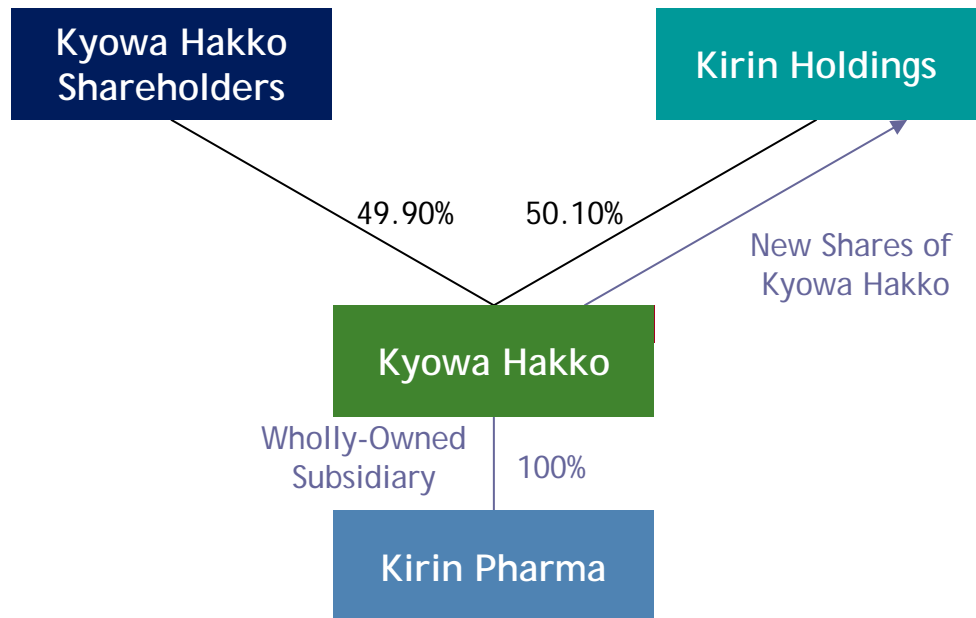 Kyowa Hakko
Shareholders
Kirin Holdings
49.90%
50.10%
New Shares of
Kyowa Hakko
Kyowa Hakko
Wholly-Owned
Subsidiary
100%
Kirin Pharma